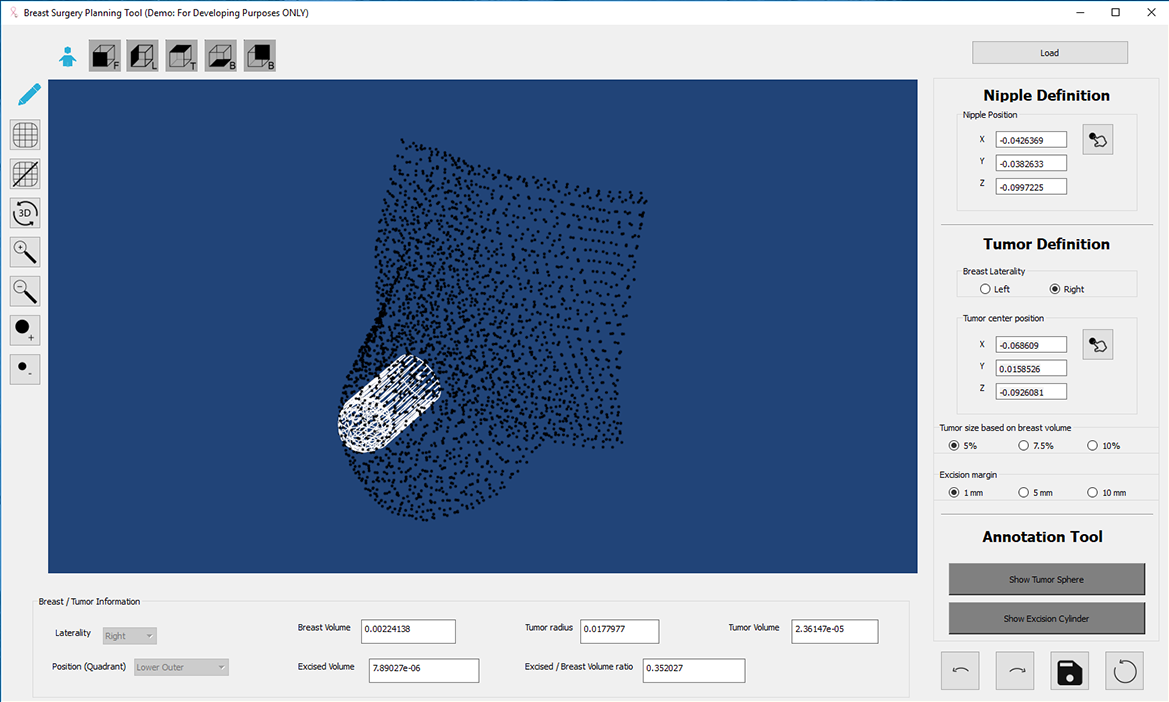 Breast Surgery Planning Tool (Demo: For Developing Purposes ONLY)
F
L
T
B
B
Load
3D
+
-
Nipple Definition
Nipple Position
X -0.0426369
Y -0.0382633
Z -0.0997225
Tumor Definition
Breast Laterality
Left Right
Tumor center position
X -0.068609
Y 0.0158526
Z -0.0926081
Tumor size based on breast volume
5% 7.5% 10%
Excision margin
1 mm 5 mm 10 mm
Annotation Tool
Show Tumor Sphere
Show Excision Cylinder
Breast / Tumor Information
Laterality Right Breast Volume 0.00224138 Tumor radius 0.0177977 Tumor Volume 2.36147e-05
Position (Quadrant) Lower Outer Excised Volume 7.89027e-06 Excised / Breast Volume ratio 0.352027